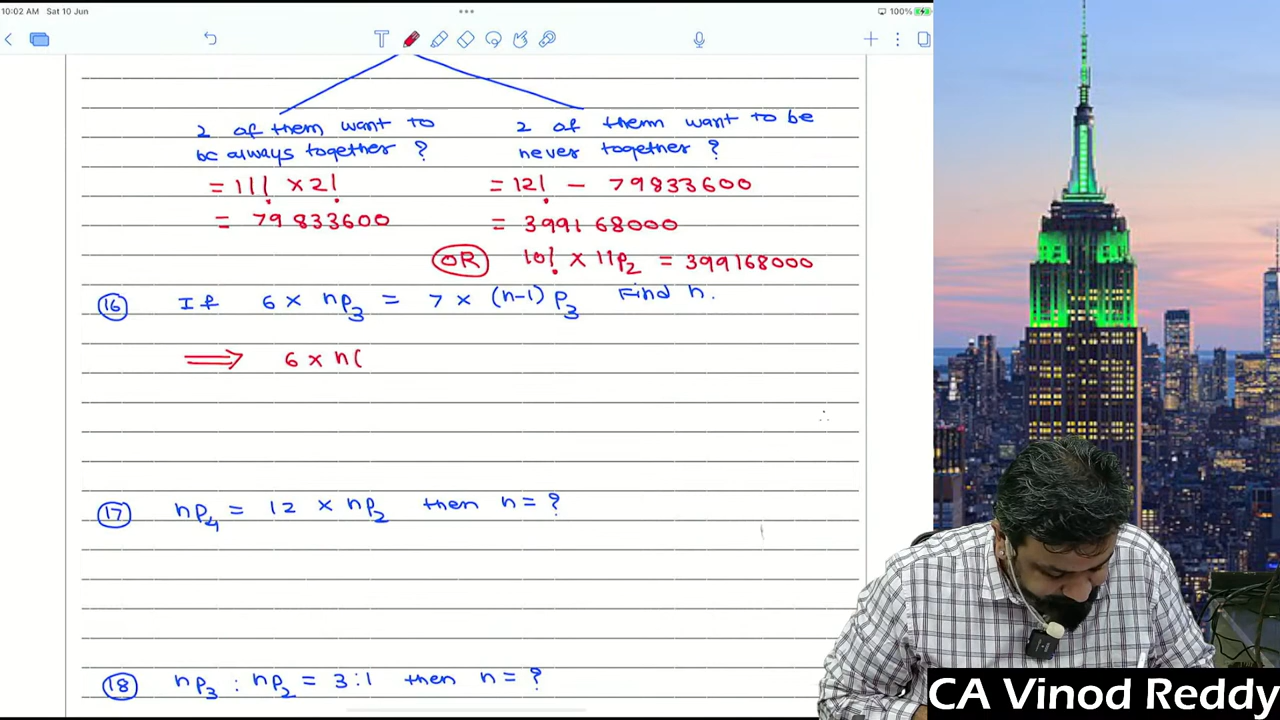 10:02 AM Sat 10 Jun
100%
2 of them want to
be always together ?
= 11! × 2!
= 79833600
2 of them want to be
never together ?
= 12! − 79833600
= 399168000
OR 10! × 11P2 = 399168000
16 If 6 × nP3 = 7 × (n-1) P3 Find n.
⟹ 6 × n(
17 nP4 = 12 × nP2 then n = ?
18 nP3 : nP2 = 3:1 then n = ?
CA Vinod Reddy